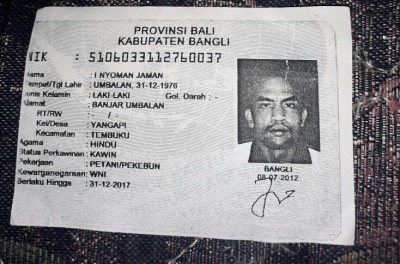 PROVINSI BALI
KABUPATEN BANGLI
NIK : 5106033112760037
Nama : I NYOMAN JAMAN
Tempat/Tgl Lahir : UMBALAN, 31-12-1976
Jenis Kelamin : LAKI-LAKI Gol. Darah : -
Alamat : BANJAR UMBALAN
RT/RW : - / -
Kel/Desa : YANGAPI
Kecamatan : TEMBUKU
Agama : HINDU
Status Perkawinan : KAWIN
Pekerjaan : PETANI/PEKEBUN
Kewarganegaraan : WNI
Berlaku Hingga : 31-12-2017
BANGLI
08-07-2012